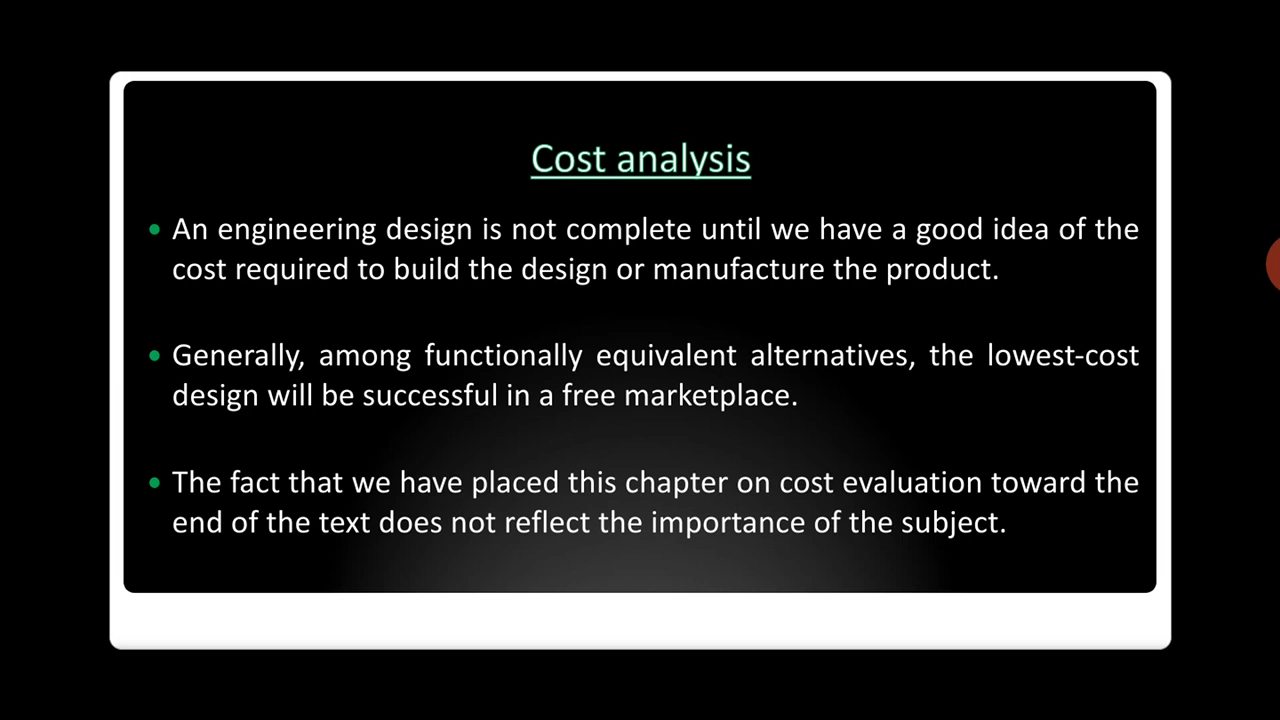 Cost analysis
• An engineering design is not complete until we have a good idea of the
cost required to build the design or manufacture the product.
• Generally, among functionally equivalent alternatives, the lowest-cost
design will be successful in a free marketplace.
• The fact that we have placed this chapter on cost evaluation toward the
end of the text does not reflect the importance of the subject.